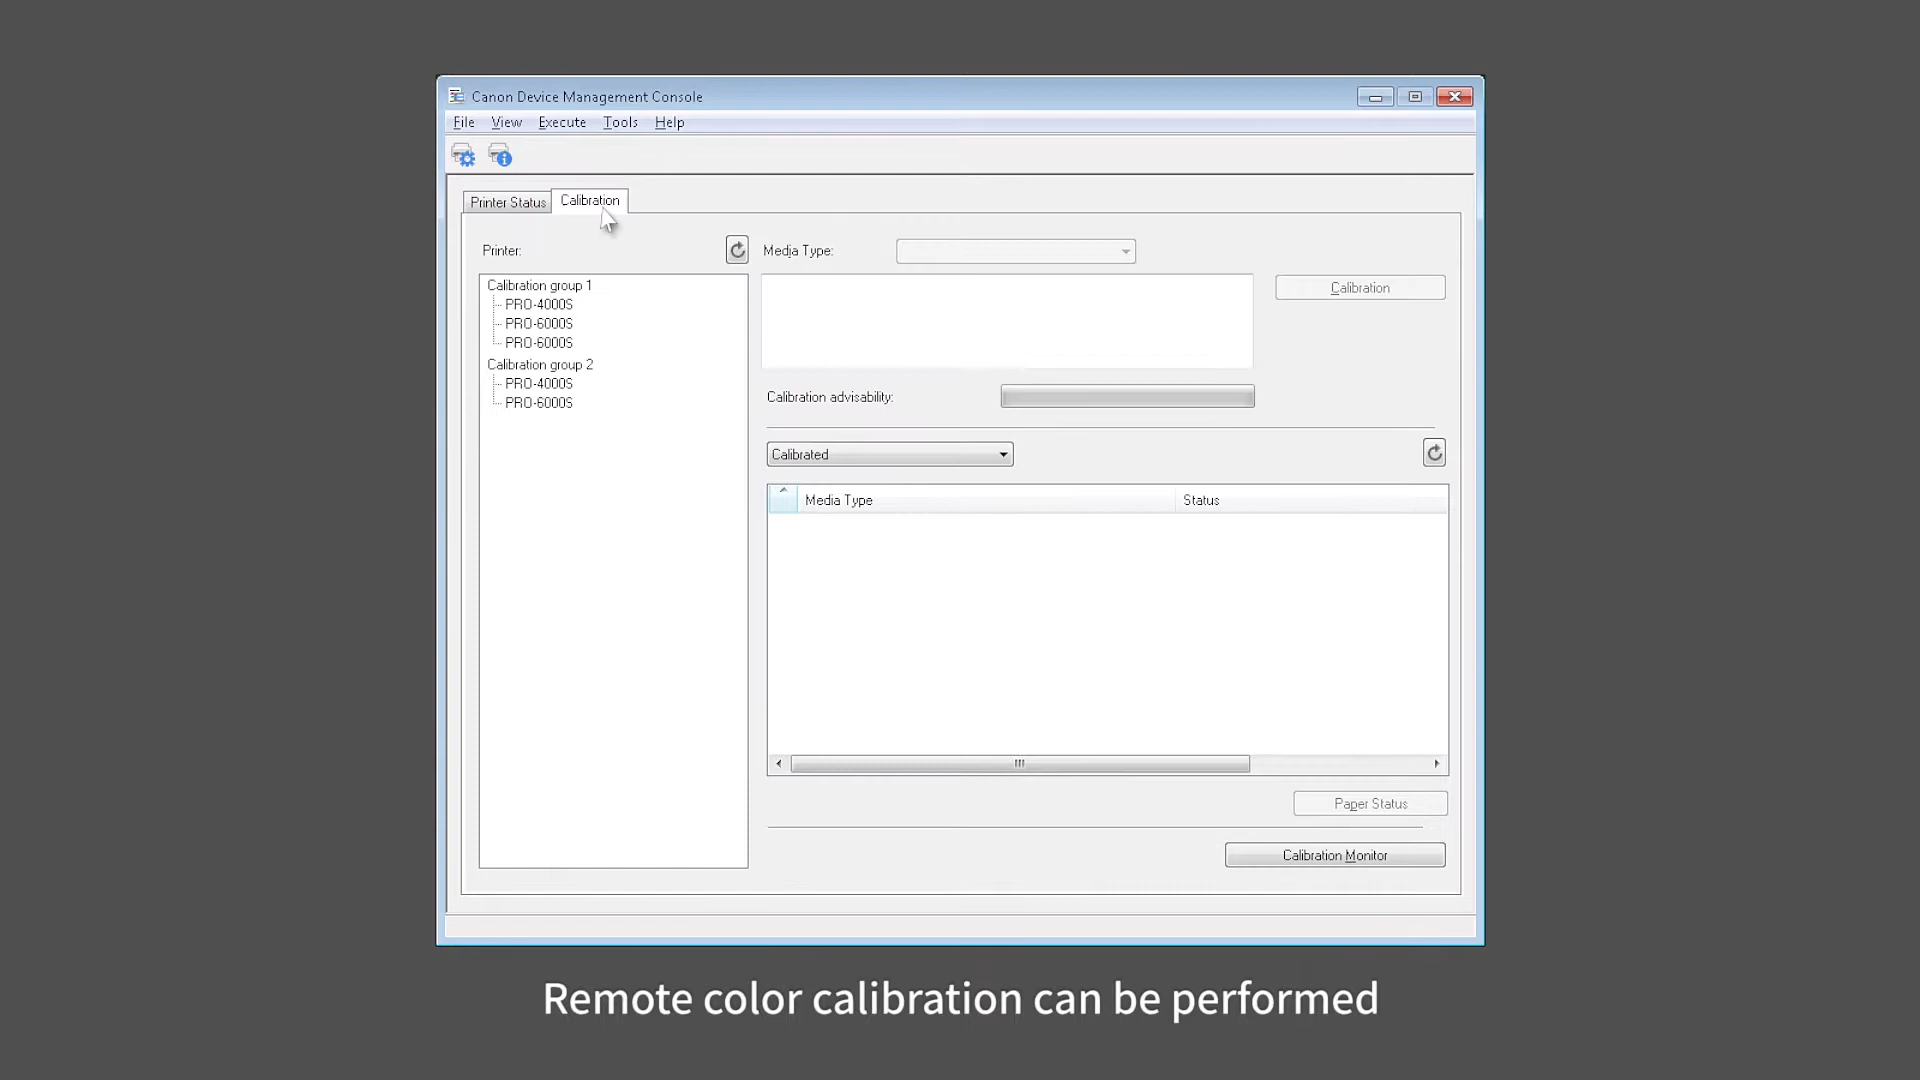 Canon Device Management Console
File View Execute Tools Help
Printer Status Calibration
Printer:
Calibration group 1
PRO-4000S
PRO-6000S
PRO-6000S
Calibration group 2
PRO-4000S
PRO-6000S
Media Type:
Calibration
Calibration advisability:
Calibrated
Media Type Status
Paper Status
Calibration Monitor
Remote color calibration can be performed